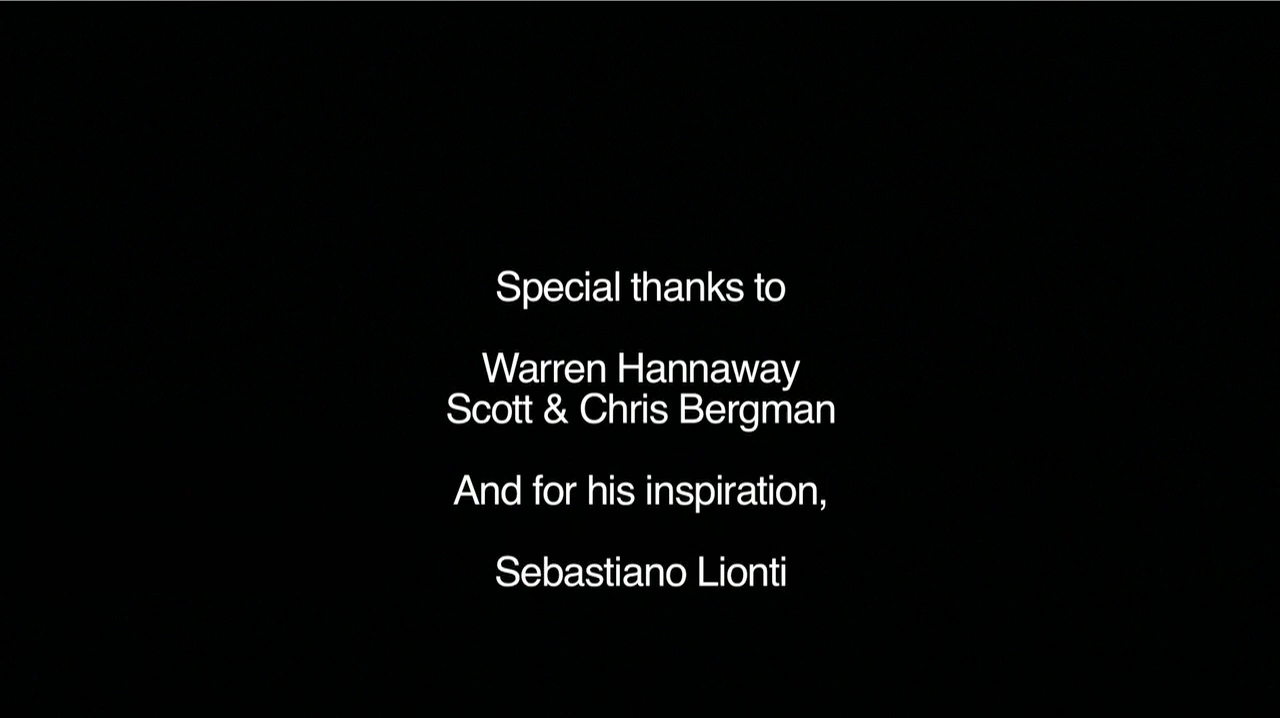 Special thanks to
Warren Hannaway
Scott & Chris Bergman
And for his inspiration,
Sebastiano Lionti